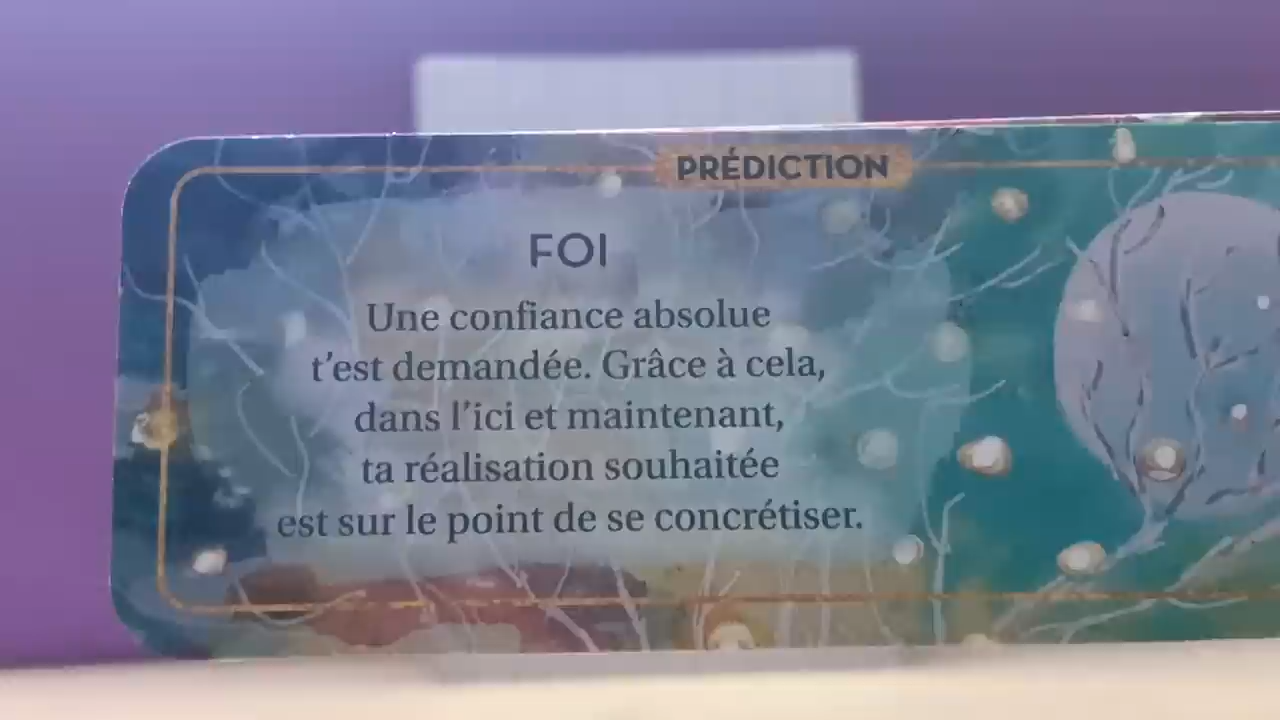 PRÉDICTION
FOI
Une confiance absolue
t'est demandée. Grâce à cela,
dans l'ici et maintenant,
ta réalisation souhaitée
est sur le point de se concrétiser.